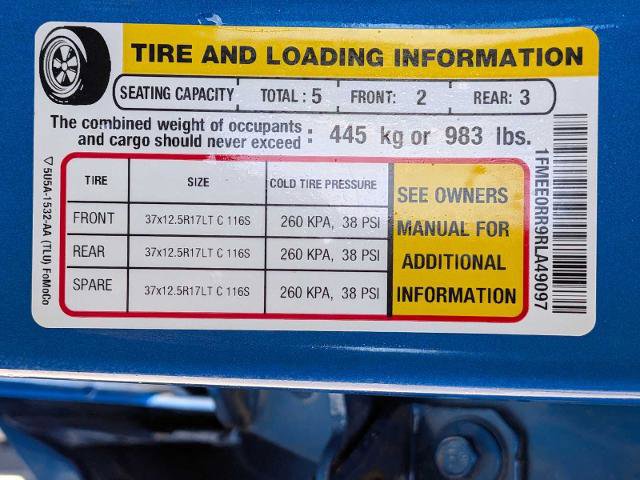 TIRE AND LOADING INFORMATION
SEATING CAPACITY TOTAL : 5 FRONT: 2 REAR: 3
The combined weight of occupants
and cargo should never exceed : 445 kg or 983 lbs.
TIRE SIZE COLD TIRE PRESSURE
FRONT 37x12.5R17LT C 116S 260 KPA, 38 PSI
REAR 37x12.5R17LT C 116S 260 KPA, 38 PSI
SPARE 37x12.5R17LT C 116S 260 KPA, 38 PSI
SEE OWNERS
MANUAL FOR
ADDITIONAL
INFORMATION
5U5A-1532-AA (TLU) FoMoCo
1FMEE0RR9RLA49097